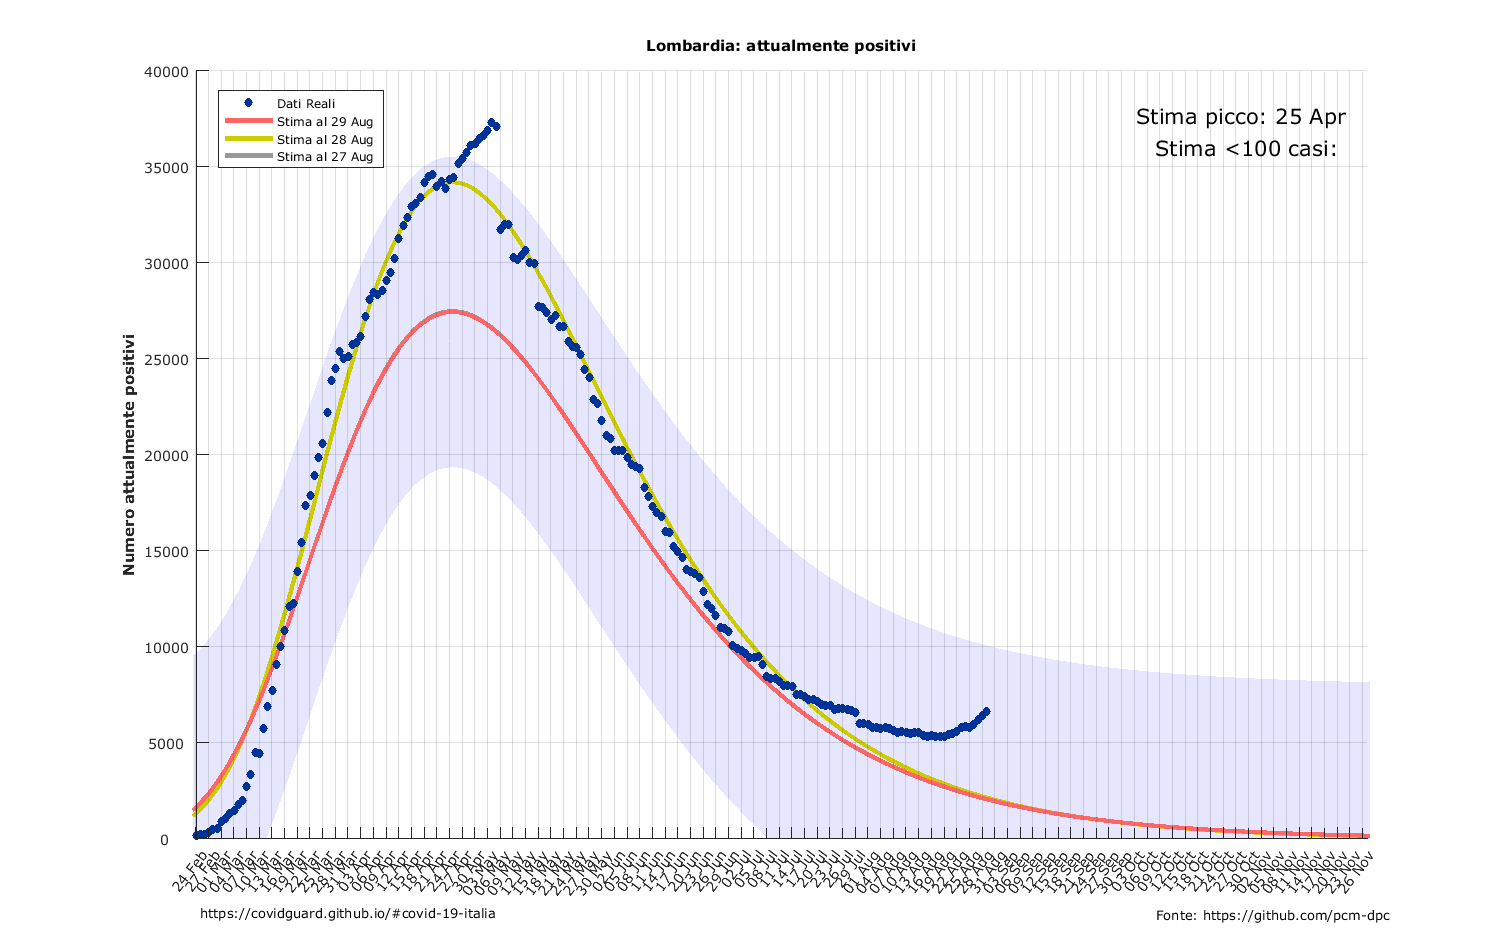 Lombardia: attualmente positivi
40000
35000
30000
25000
20000
15000
10000
5000
0
Numero attualmente positivi
Dati Reali
Stima al 29 Aug
Stima al 28 Aug
Stima al 27 Aug
Stima picco: 25 Apr
Stima <100 casi:
24 Feb
27 Feb
01 Mar
04 Mar
07 Mar
10 Mar
13 Mar
16 Mar
19 Mar
22 Mar
25 Mar
28 Mar
31 Mar
03 Apr
06 Apr
09 Apr
12 Apr
15 Apr
18 Apr
21 Apr
24 Apr
27 Apr
30 Apr
03 May
06 May
09 May
12 May
15 May
18 May
21 May
24 May
27 May
30 May
02 Jun
05 Jun
08 Jun
11 Jun
14 Jun
17 Jun
20 Jun
23 Jun
26 Jun
29 Jun
02 Jul
05 Jul
08 Jul
11 Jul
14 Jul
17 Jul
20 Jul
23 Jul
26 Jul
29 Jul
01 Aug
04 Aug
07 Aug
10 Aug
13 Aug
16 Aug
19 Aug
22 Aug
25 Aug
28 Aug
31 Aug
03 Sep
06 Sep
09 Sep
12 Sep
15 Sep
18 Sep
21 Sep
24 Sep
27 Sep
30 Sep
03 Oct
06 Oct
09 Oct
12 Oct
15 Oct
18 Oct
21 Oct
24 Oct
27 Oct
30 Oct
02 Nov
05 Nov
08 Nov
11 Nov
14 Nov
17 Nov
20 Nov
23 Nov
26 Nov
https://covidguard.github.io/#covid-19-italia
Fonte: https://github.com/pcm-dpc